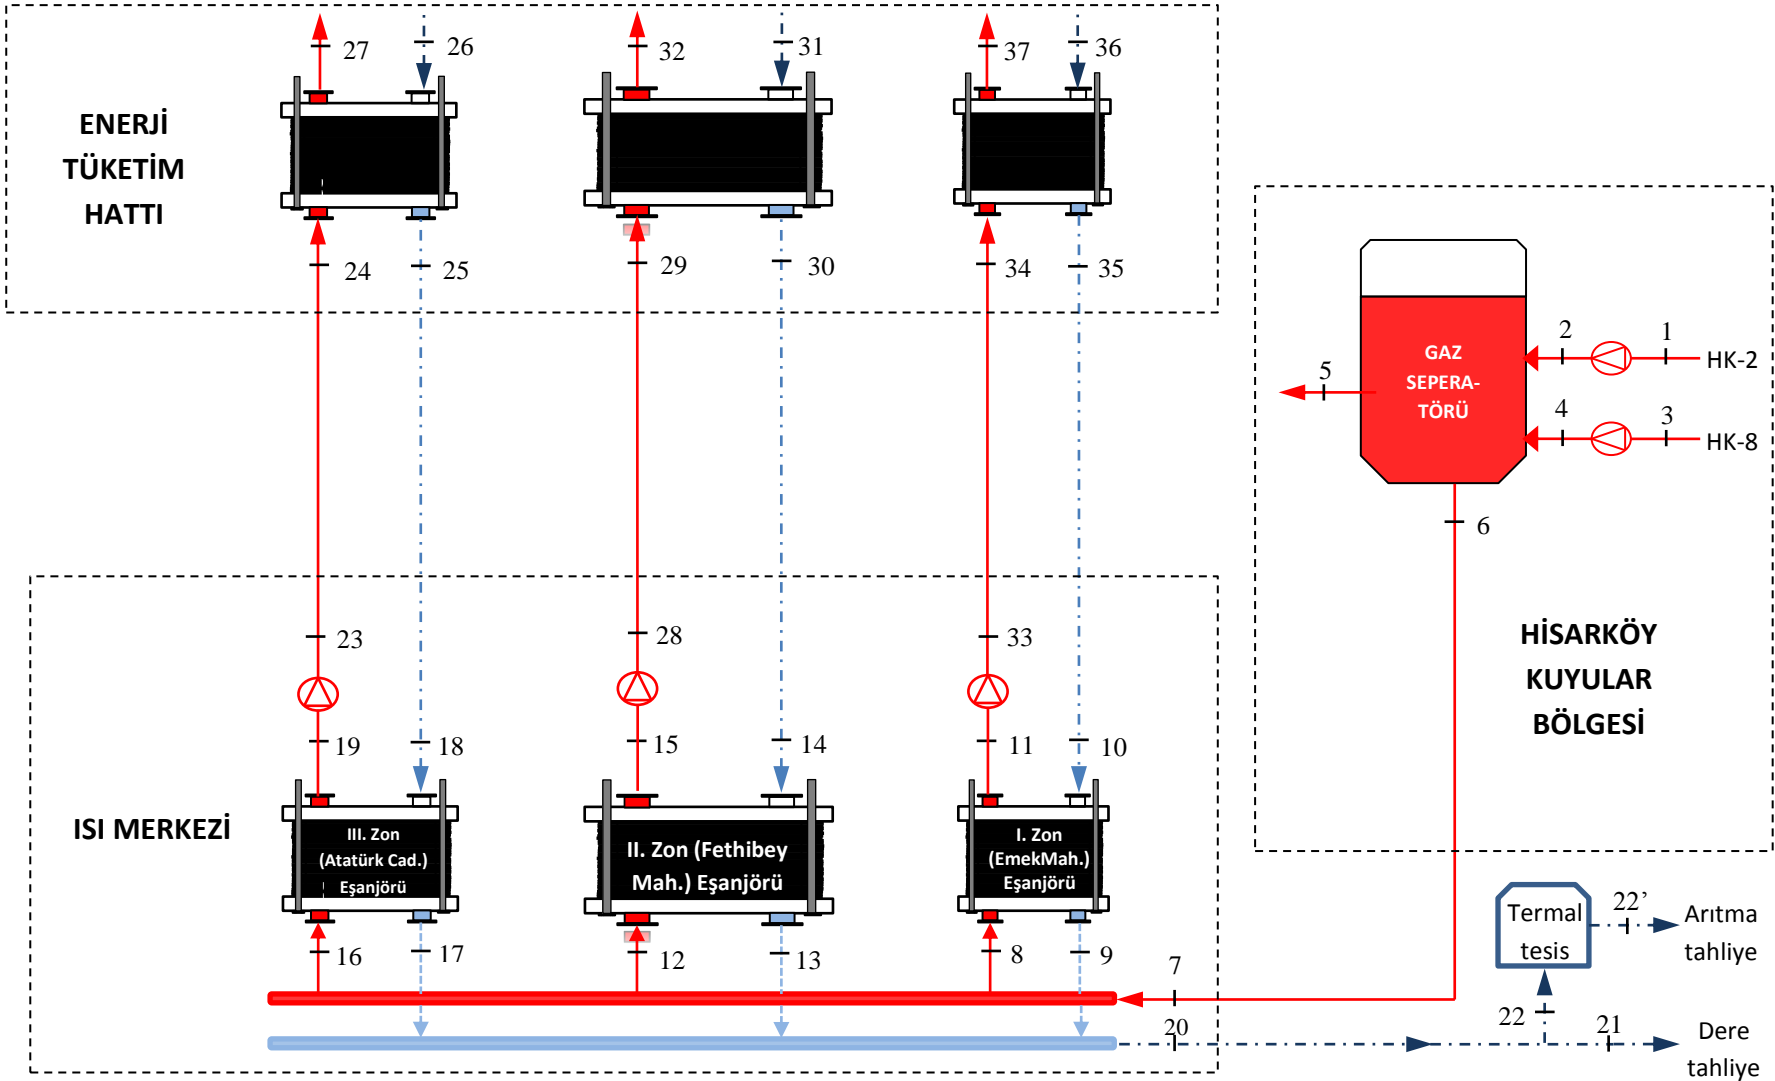 27
26
32
31
37
36
ENERJİ
TÜKETİM
HATTI
24
25
29
30
34
35
GAZ
SEPERA-
TÖRÜ
5
2
1
HK-2
4
3
HK-8
6
HİSARKÖY
KUYULAR
BÖLGESİ
23
28
33
19
18
15
14
11
10
ISI MERKEZİ
III. Zon
(Atatürk Cad.)
Eşanjörü
II. Zon (Fethibey
Mah.) Eşanjörü
I. Zon
(EmekMah.)
Eşanjörü
16
17
12
13
8
9
7
20
Termal
tesis
22’
Arıtma
tahliye
22
21
Dere
tahliye